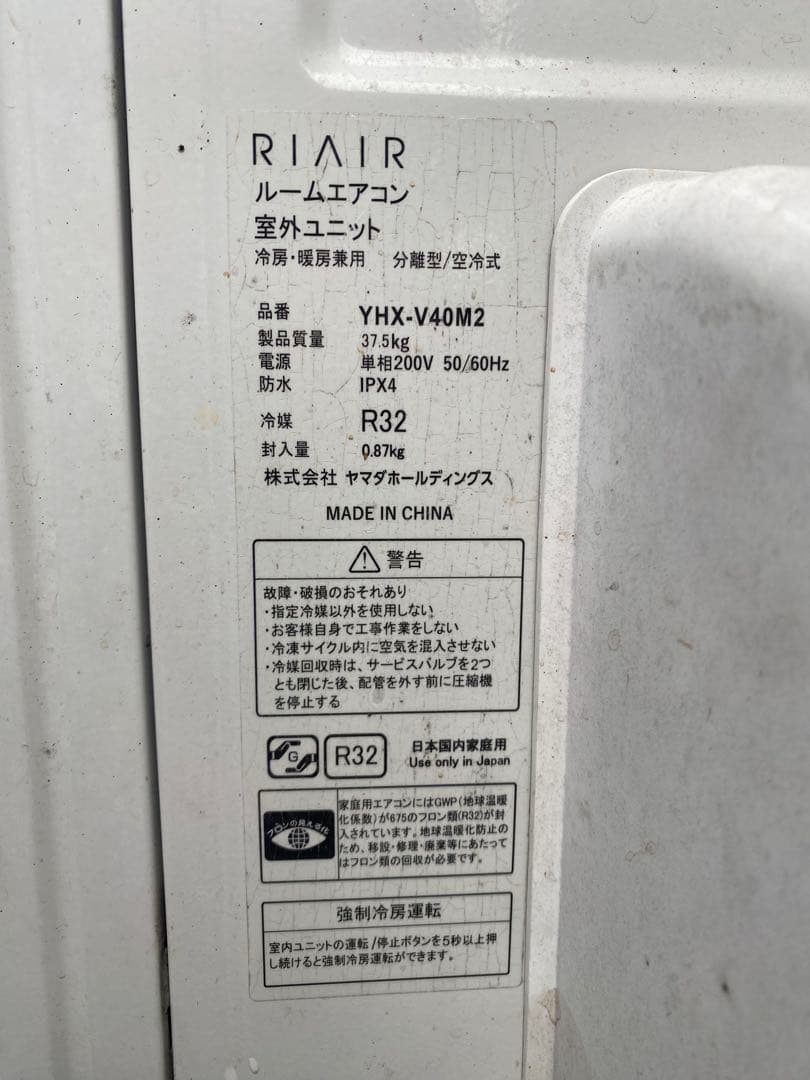 RIAIR
ルームエアコン
室外ユニット
冷房・暖房兼用 分離型/空冷式
品番 YHX-V40M2
製品質量 37.5kg
電源 単相200V 50/60Hz
防水 IPX4
冷媒 R32
封入量 0.87kg
株式会社 ヤマダホールディングス
MADE IN CHINA
警告
故障・破損のおそれあり
・指定冷媒以外を使用しない
・お客様自身で工事作業をしない
・冷凍サイクル内に空気を混入させない
・冷媒回収時は、サービスバルブを2つ
とも閉じた後、配管を外す前に圧縮機
を停止する
G R32 日本国内家庭用
Use only in Japan
フロンの見える化
家庭用エアコンにはGWP(地球温暖
化係数)が675のフロン類(R32)が封
入されています。地球温暖化防止の
ため、移設・修理・廃棄等にあたって
はフロン類の回収が必要です。
強制冷房運転
室内ユニットの運転/停止ボタンを5秒以上押
し続けると強制冷房運転ができます。